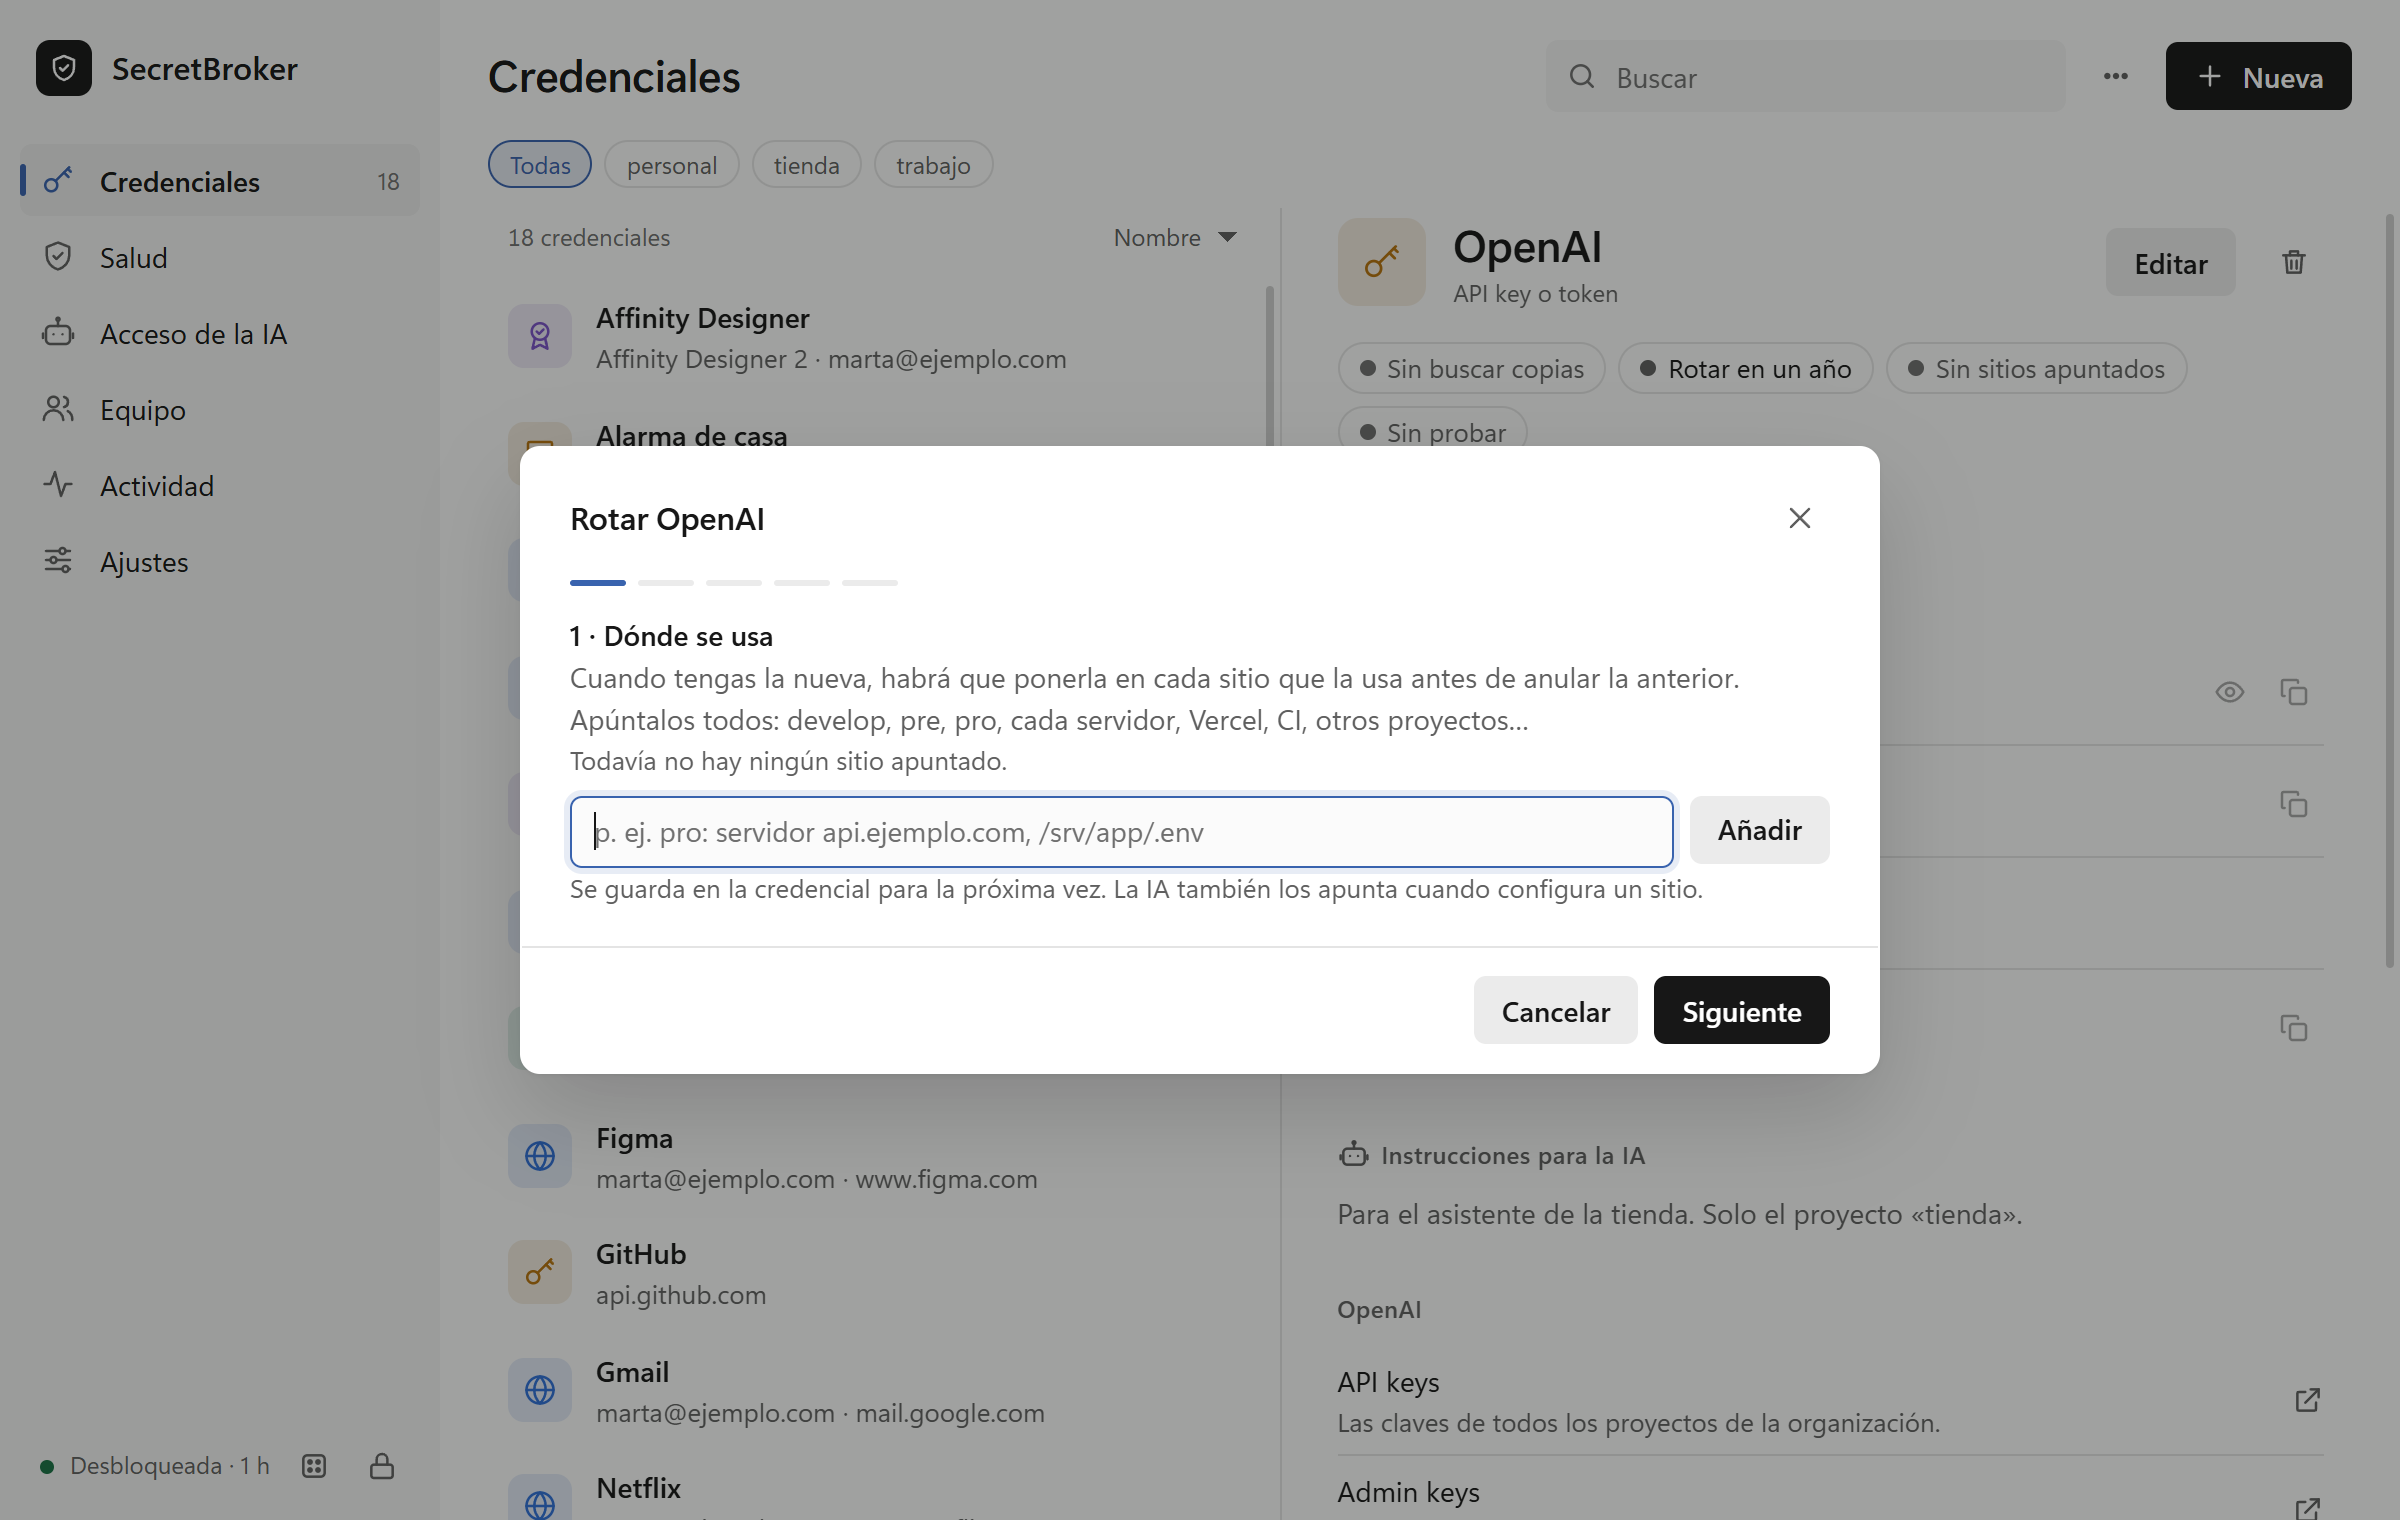 SecretBroker
Credenciales 18
Salud
Acceso de la IA
Equipo
Actividad
Ajustes
Desbloqueada · 1 h
Credenciales
Buscar
Nueva
Todas
personal
tienda
trabajo
18 credenciales
Nombre
Affinity Designer
Affinity Designer 2 · marta@ejemplo.com
Alarma de casa
Figma
marta@ejemplo.com · www.figma.com
GitHub
api.github.com
Gmail
marta@ejemplo.com · mail.google.com
Netflix
OpenAI
API key o token
Editar
Sin buscar copias
Rotar en un año
Sin sitios apuntados
Sin probar
Rotar OpenAI
1 · Dónde se usa
Cuando tengas la nueva, habrá que ponerla en cada sitio que la usa antes de anular la anterior.
Apúntalos todos: develop, pre, pro, cada servidor, Vercel, CI, otros proyectos...
Todavía no hay ningún sitio apuntado.
p. ej. pro: servidor api.ejemplo.com, /srv/app/.env
Añadir
Se guarda en la credencial para la próxima vez. La IA también los apunta cuando configura un sitio.
Cancelar
Siguiente
Instrucciones para la IA
Para el asistente de la tienda. Solo el proyecto «tienda».
OpenAI
API keys
Las claves de todos los proyectos de la organización.
Admin keys